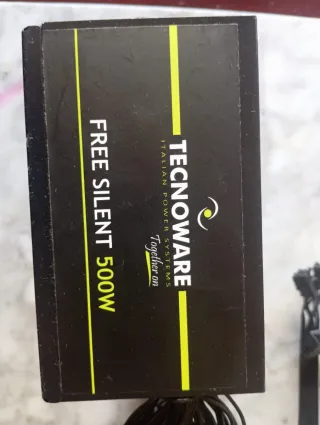 TECNOWARE
ITALIAN POWER SYSTEMS
Together on
FREE SILENT 500W